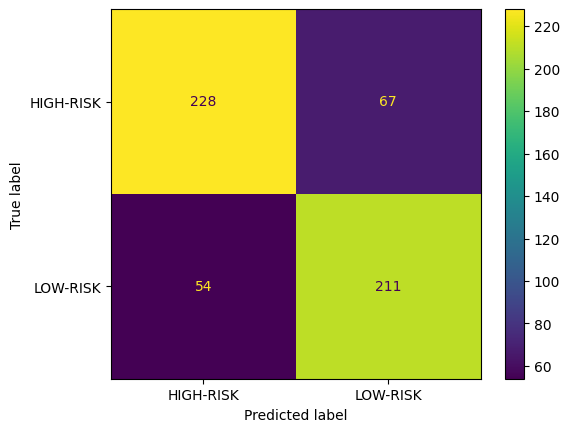 HIGH-RISK 228 67
LOW-RISK 54 211
HIGH-RISK LOW-RISK
Predicted label
True label
220
200
180
160
140
120
100
80
60